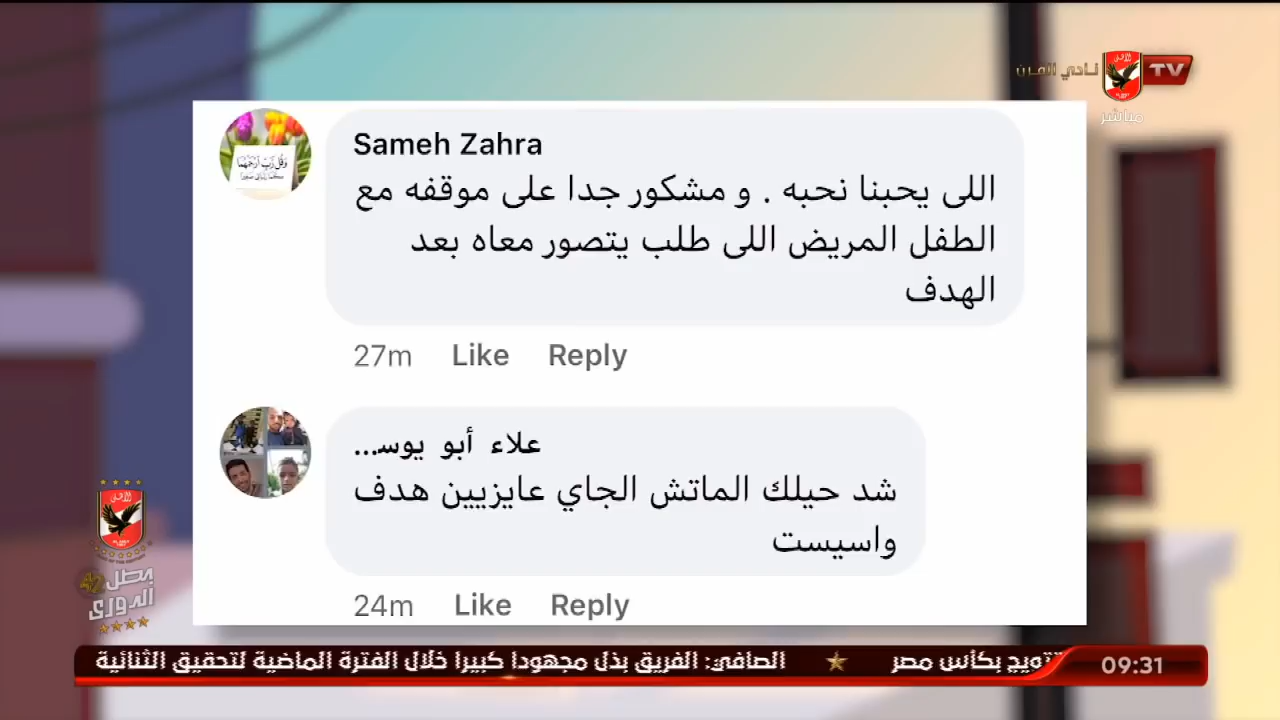 نادي القرن
TV
مباشر
Sameh Zahra
اللى يحبنا نحبه . و مشكور جدا على موقفه مع
الطفل المريض اللى طلب يتصور معاه بعد
الهدف
27m Like Reply
علاء أبو يوسـ...
شد حيلك الماتش الجاي عايزيين هدف
واسيست
24m Like Reply
بطل
الدوري
تتويج بكأس مصر ★ الصافي: الفريق بذل مجهودا كبيرا خلال الفترة الماضية لتحقيق الثنائية
09:31